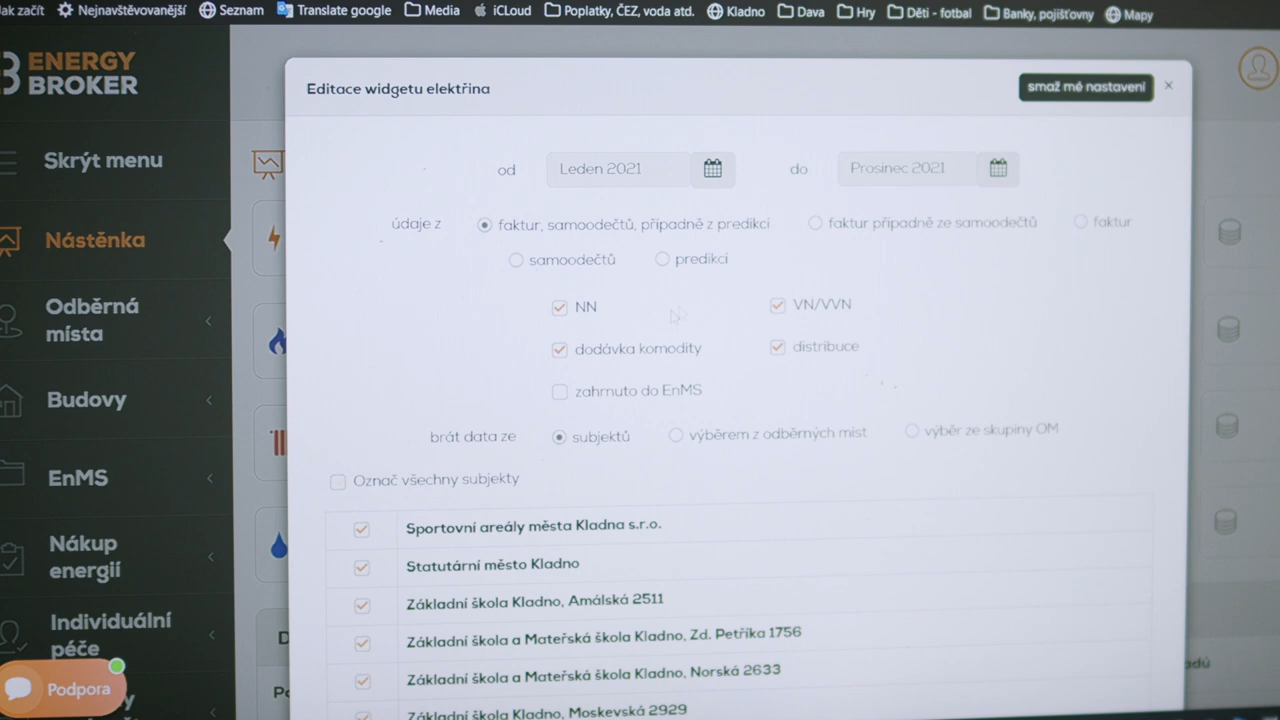 Jak začít Nejnavštěvovanější Seznam Translate google Media iCloud Poplatky, ČEZ, voda atd. Kladno Dava Hry Děti - fotbal Banky, pojišťovny Mapy
ENERGY
BROKER
Skrýt menu
Nástěnka
Odběrná
místa
Budovy
EnMS
Nákup
energií
Individuální
péče
Podpora
Editace widgetu elektřina
smaž mé nastavení
od Leden 2021 do Prosinec 2021
údaje z faktur, samoodečtů, případně z predikcí faktur případně ze samoodečtů faktur
samoodečtů predikcí
NN VN/VVN
dodávka komodity distribuce
zahrnuto do EnMS
brát data ze subjektů výběrem z odběrných míst výběr ze skupiny OM
Označ všechny subjekty
Sportovní areály města Kladna s.r.o.
Statutární město Kladno
Základní škola Kladno, Amálská 2511
Základní škola a Mateřská škola Kladno, Zd. Petříka 1756
Základní škola a Mateřská škola Kladno, Norská 2633
Základní škola Kladno, Moskevská 2929